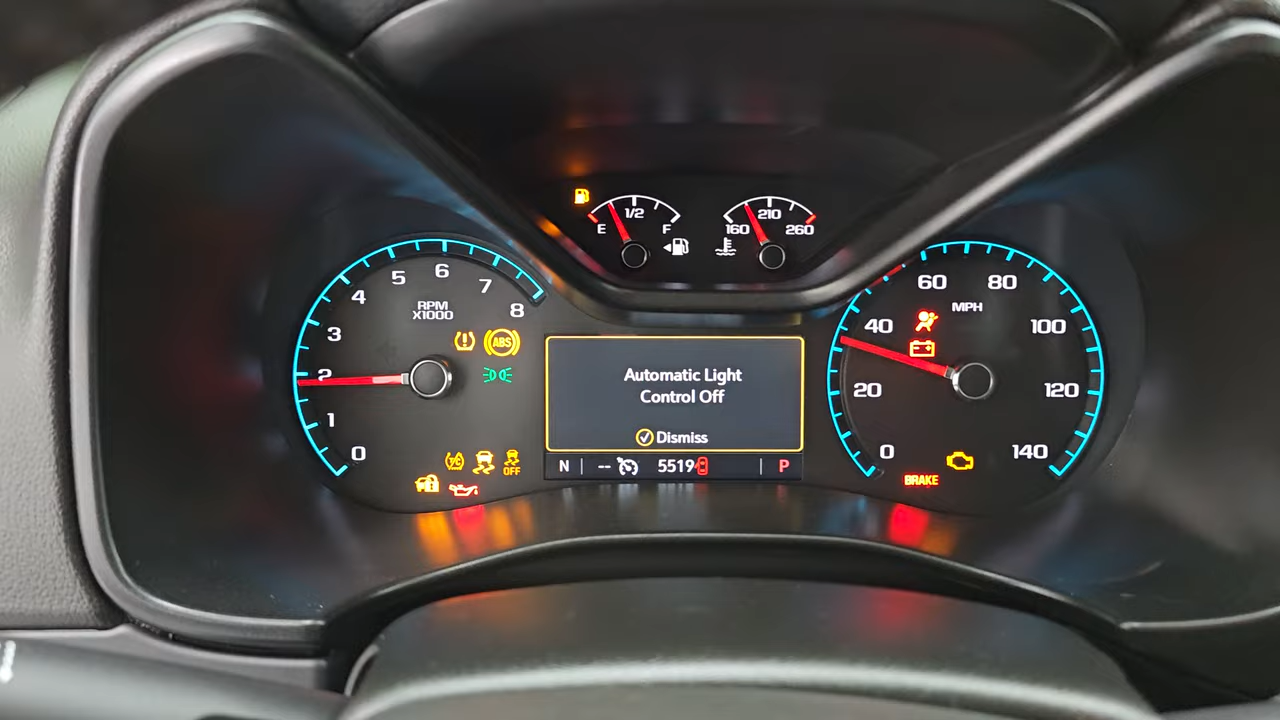 1/2
E F
160 210 260
0 1 2 3 4 5 6 7 8
RPM
X1000
ABS
TC
OFF
Automatic Light
Control Off
Dismiss
N -- 5519 P
0 20 40 60 80 100 120 140
MPH
BRAKE